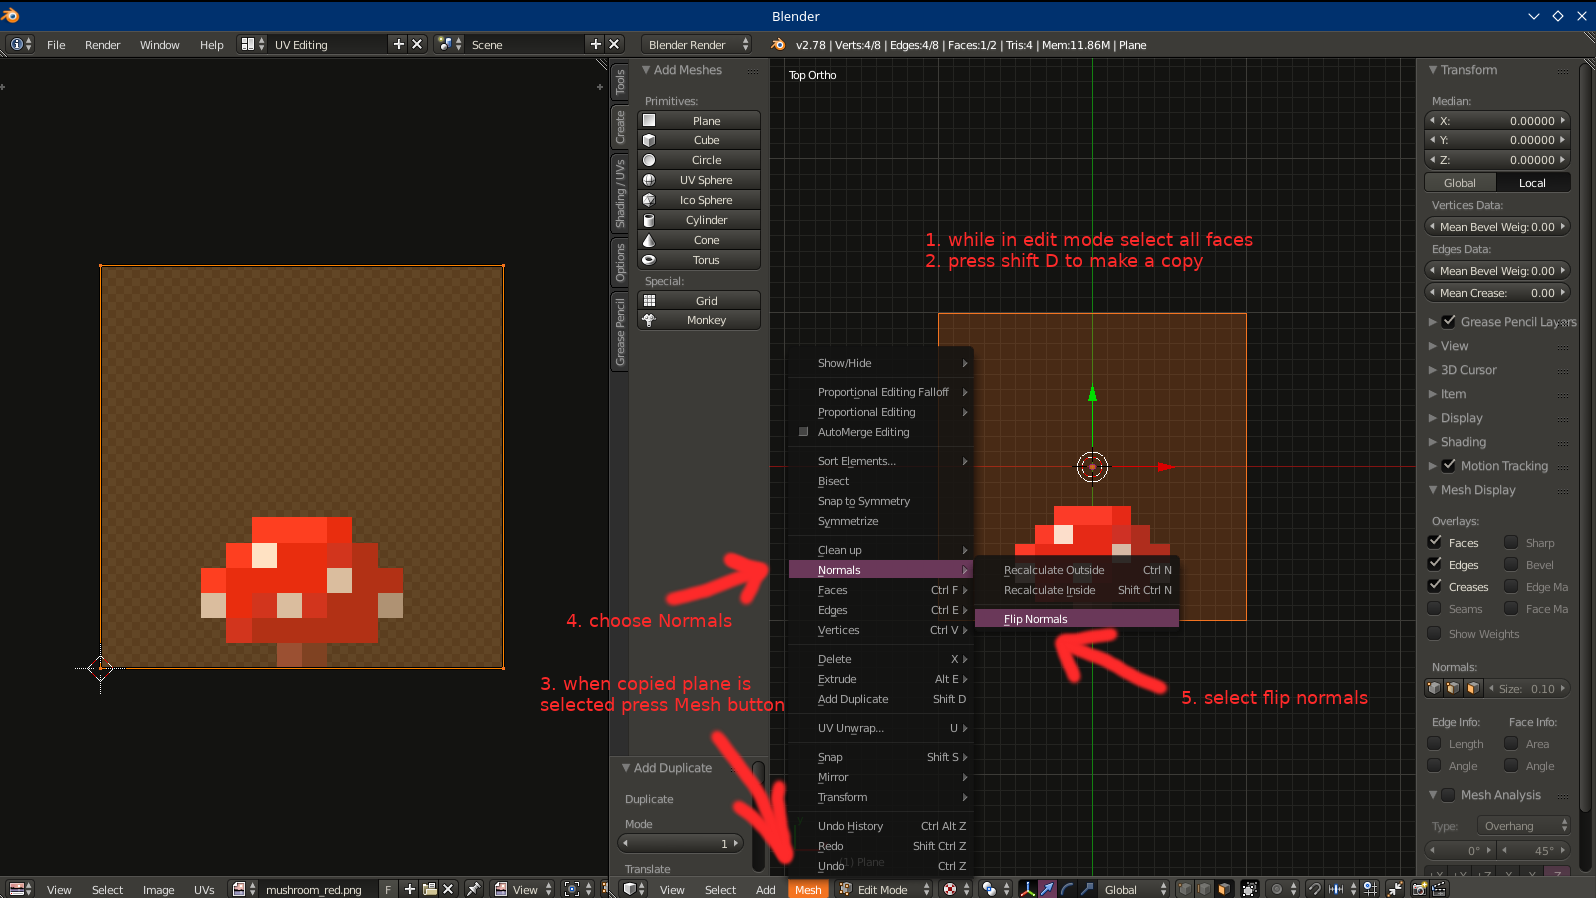 Blender
File Render Window Help UV Editing Scene Blender Render v2.78 | Verts:4/8 | Edges:4/8 | Faces:1/2 | Tris:4 | Mem:11.86M | Plane
Tools
Create
Shading / UVs
Options
Grease Pencil
Add Meshes
Primitives:
Plane
Cube
Circle
UV Sphere
Ico Sphere
Cylinder
Cone
Torus
Special:
Grid
Monkey
Add Duplicate
Duplicate
Mode
1
Translate
Top Ortho
1. while in edit mode select all faces
2. press shift D to make a copy
3. when copied plane is
selected press Mesh button
4. choose Normals
5. select flip normals
Show/Hide
Proportional Editing Falloff
Proportional Editing
AutoMerge Editing
Sort Elements...
Bisect
Snap to Symmetry
Symmetrize
Clean up
Normals
Faces Ctrl F
Edges Ctrl E
Vertices Ctrl V
Delete X
Extrude Alt E
Add Duplicate Shift D
UV Unwrap... U
Snap Shift S
Mirror
Transform
Undo History Ctrl Alt Z
Redo Shift Ctrl Z
Undo Ctrl Z
(1) Plane
Recalculate Outside Ctrl N
Recalculate Inside Shift Ctrl N
Flip Normals
Transform
Median:
X: 0.00000
Y: 0.00000
Z: 0.00000
Global Local
Vertices Data:
Mean Bevel Weig: 0.00
Edges Data:
Mean Bevel Weig: 0.00
Mean Crease: 0.00
Grease Pencil Layers
View
3D Cursor
Item
Display
Shading
Motion Tracking
Mesh Display
Overlays:
Faces Sharp
Edges Bevel
Creases Edge Ma
Seams Face Ma
Show Weights
Normals:
Size: 0.10
Edge Info: Face Info:
Length Area
Angle Angle
Mesh Analysis
Type: Overhang
0° 45°
View Select Image UVs mushroom_red.png F View
View Select Add Mesh Edit Mode Global